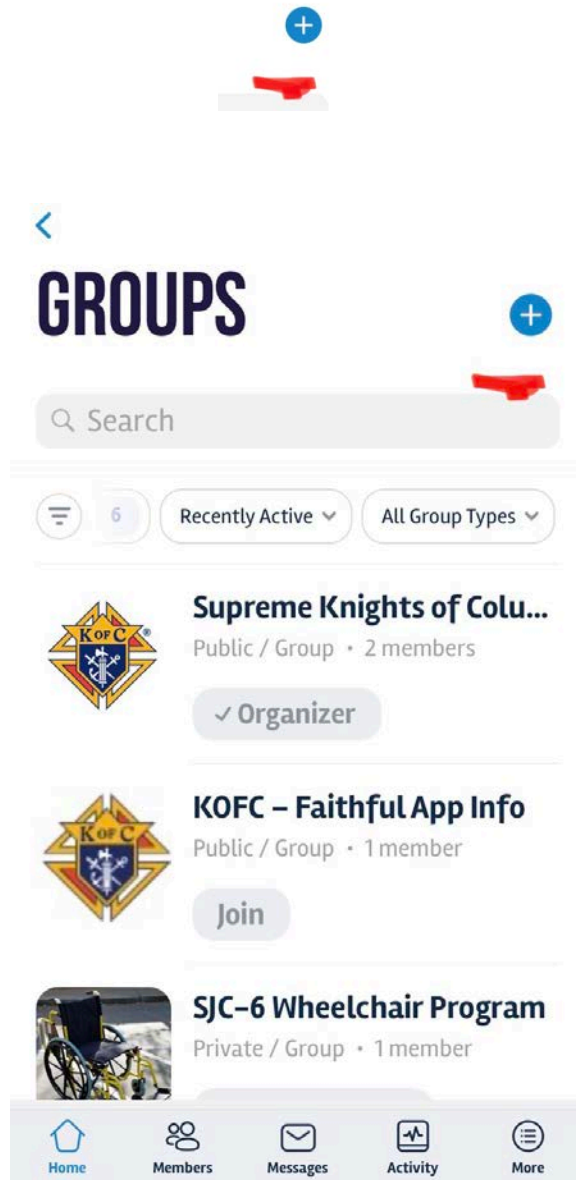 GROUPS
Search
6 Recently Active All Group Types
Supreme Knights of Colu...
K OF C ®
Public / Group • 2 members
✓ Organizer
KOFC – Faithful App Info
K OF C
Public / Group • 1 member
Join
SJC-6 Wheelchair Program
Private / Group • 1 member
Home Members Messages Activity More